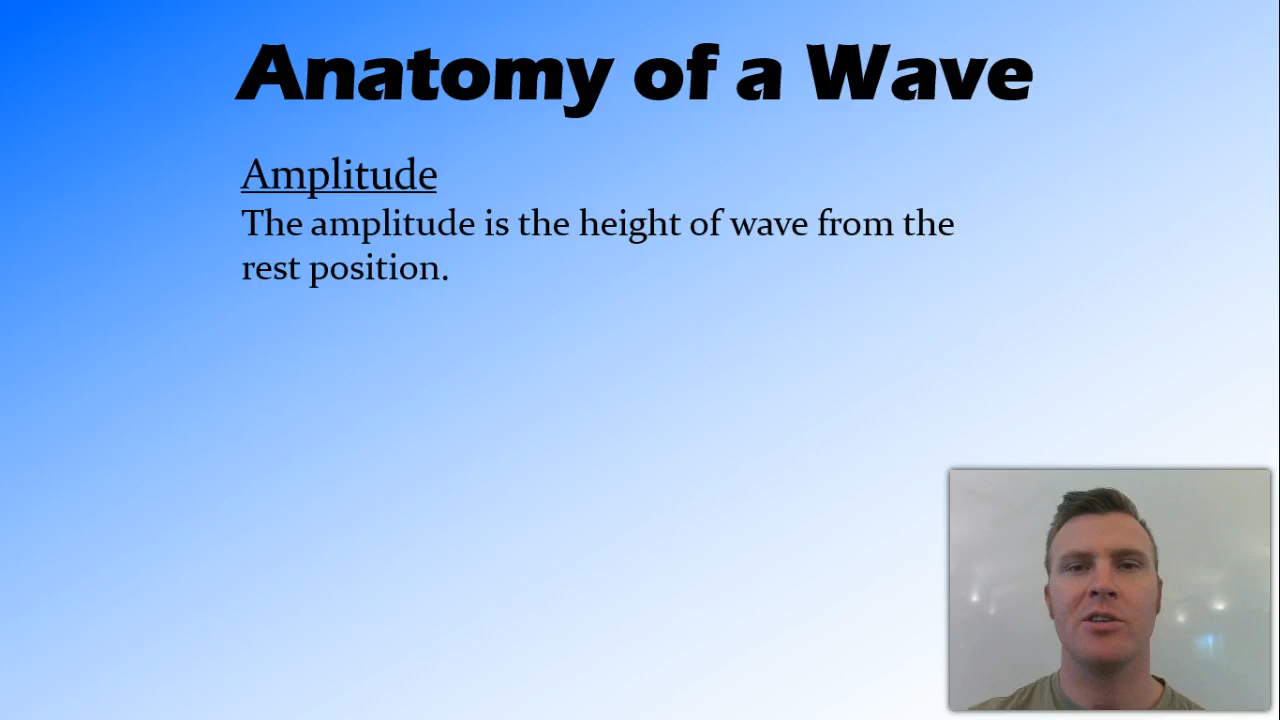 Anatomy of a Wave
Amplitude
The amplitude is the height of wave from the
rest position.